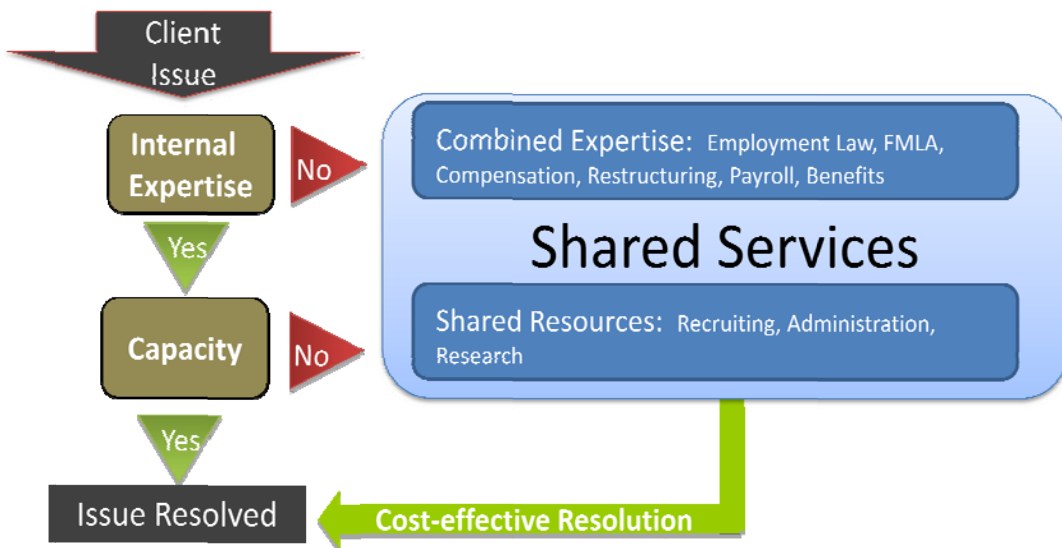 Client
Issue
Internal
Expertise
No
Combined Expertise: Employment Law, FMLA,
Compensation, Restructuring, Payroll, Benefits
Yes
Shared Services
Capacity
No
Shared Resources: Recruiting, Administration,
Research
Yes
Issue Resolved
Cost-effective Resolution